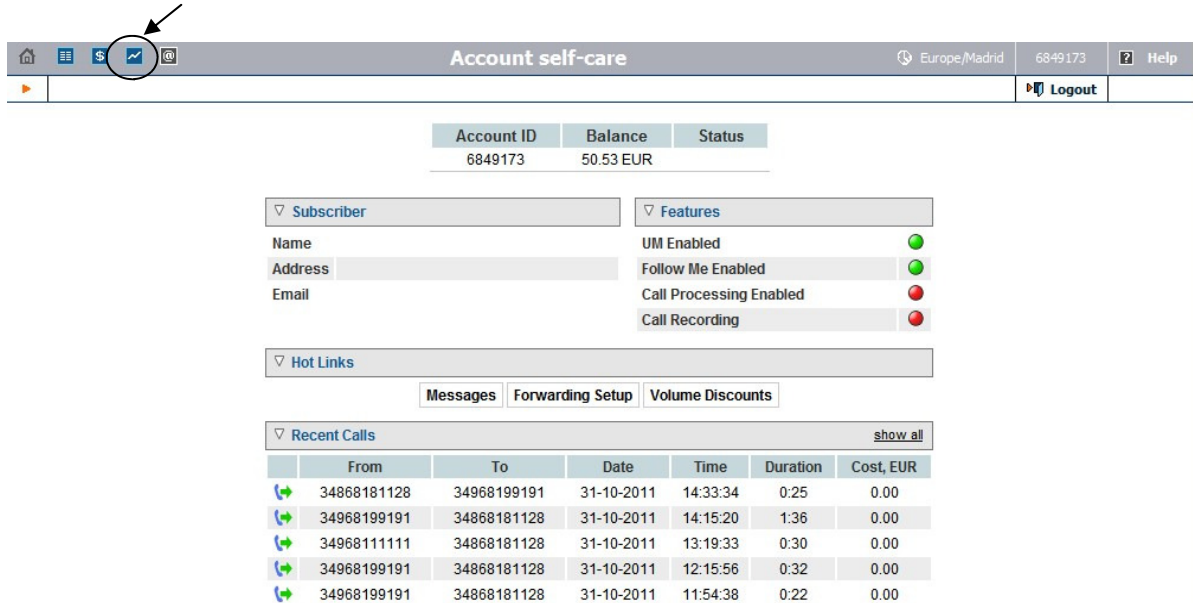 $ @ Account self-care Europe/Madrid 6849173 ? Help
Logout
Account ID Balance Status
6849173 50.53 EUR
Subscriber Features
Name UM Enabled
Address Follow Me Enabled
Email Call Processing Enabled
Call Recording
Hot Links
Messages Forwarding Setup Volume Discounts
Recent Calls show all
From To Date Time Duration Cost, EUR
34868181128 34968199191 31-10-2011 14:33:34 0:25 0.00
34968199191 34868181128 31-10-2011 14:15:20 1:36 0.00
34968111111 34868181128 31-10-2011 13:19:33 0:30 0.00
34968199191 34868181128 31-10-2011 12:15:56 0:32 0.00
34968199191 34868181128 31-10-2011 11:54:38 0:22 0.00